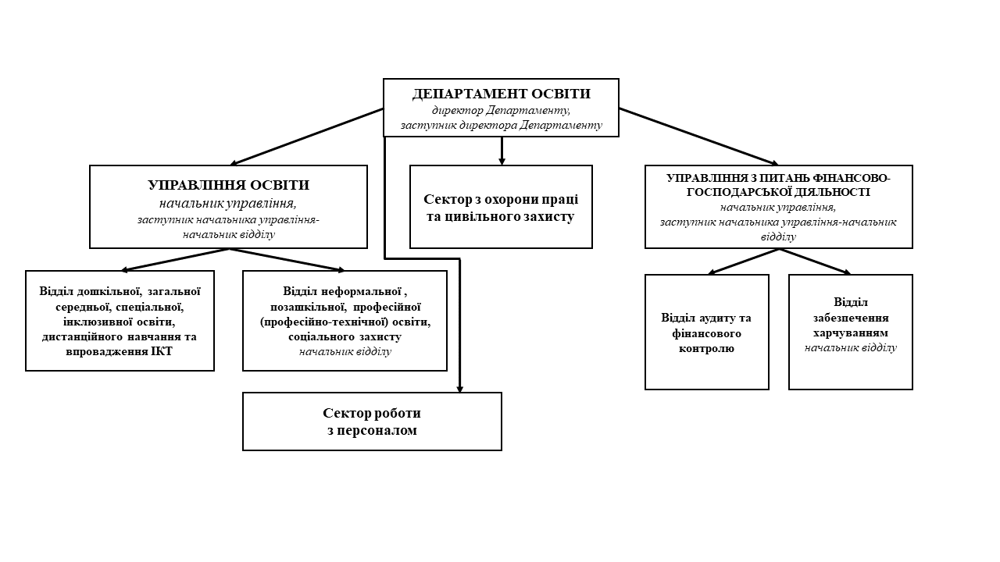 ДЕПАРТАМЕНТ ОСВІТИ
директор Департаменту,
заступник директора Департаменту
УПРАВЛІННЯ ОСВІТИ
начальник управління,
заступник начальника управління-
начальник відділу
Сектор з охорони праці
та цивільного захисту
УПРАВЛІННЯ З ПИТАНЬ ФІНАНСОВО-
ГОСПОДАРСЬКОЇ ДІЯЛЬНОСТІ
начальник управління,
заступник начальника управління-начальник
відділу
Відділ дошкільної, загальної
середньої, спеціальної,
інклюзивної освіти,
дистанційного навчання та
впровадження ІКТ
Відділ неформальної ,
позашкільної, професійної
(професійно-технічної) освіти,
соціального захисту
начальник відділу
Відділ аудиту та
фінансового
контролю
Відділ
забезпечення
харчуванням
начальник відділу
Сектор роботи
з персоналом